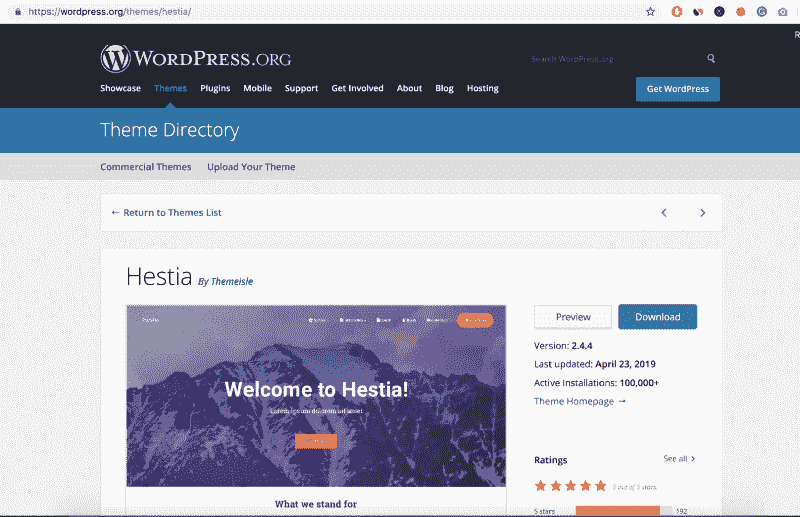 https://wordpress.org/themes/hestia/
R
WORDPRESS.ORG
Search WordPress.org
Showcase Themes Plugins Mobile Support Get Involved About Blog Hosting
Get WordPress
Theme Directory
Commercial Themes Upload Your Theme
← Return to Themes List
Hestia By Themeisle
Preview Download
Version: 2.4.4
Last updated: April 23, 2019
Active Installations: 100,000+
Theme Homepage →
Hestia
Welcome to Hestia!
Lorem ipsum dolorem sit amet
What we stand for
Ratings See all
5 out of 5 stars.
5 stars 192